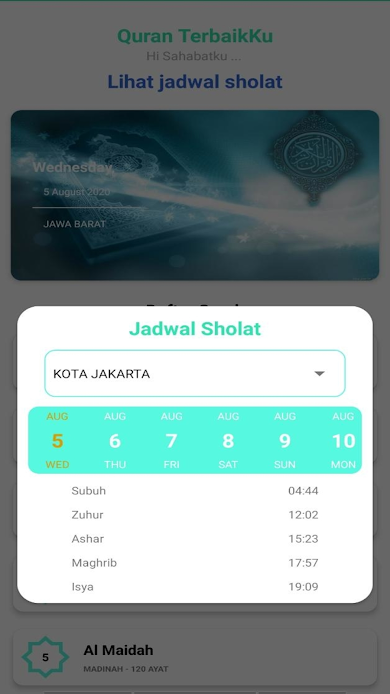 Quran TerbaikKu
Hi Sahabatku ...
Lihat jadwal sholat
Wednesday
5 August 2020
JAWA BARAT
Jadwal Sholat
KOTA JAKARTA
AUG AUG AUG AUG AUG AUG
5 6 7 8 9 10
WED THU FRI SAT SUN MON
Subuh 04:44
Zuhur 12:02
Ashar 15:23
Maghrib 17:57
Isya 19:09
5 Al Maidah
MADINAH - 120 AYAT